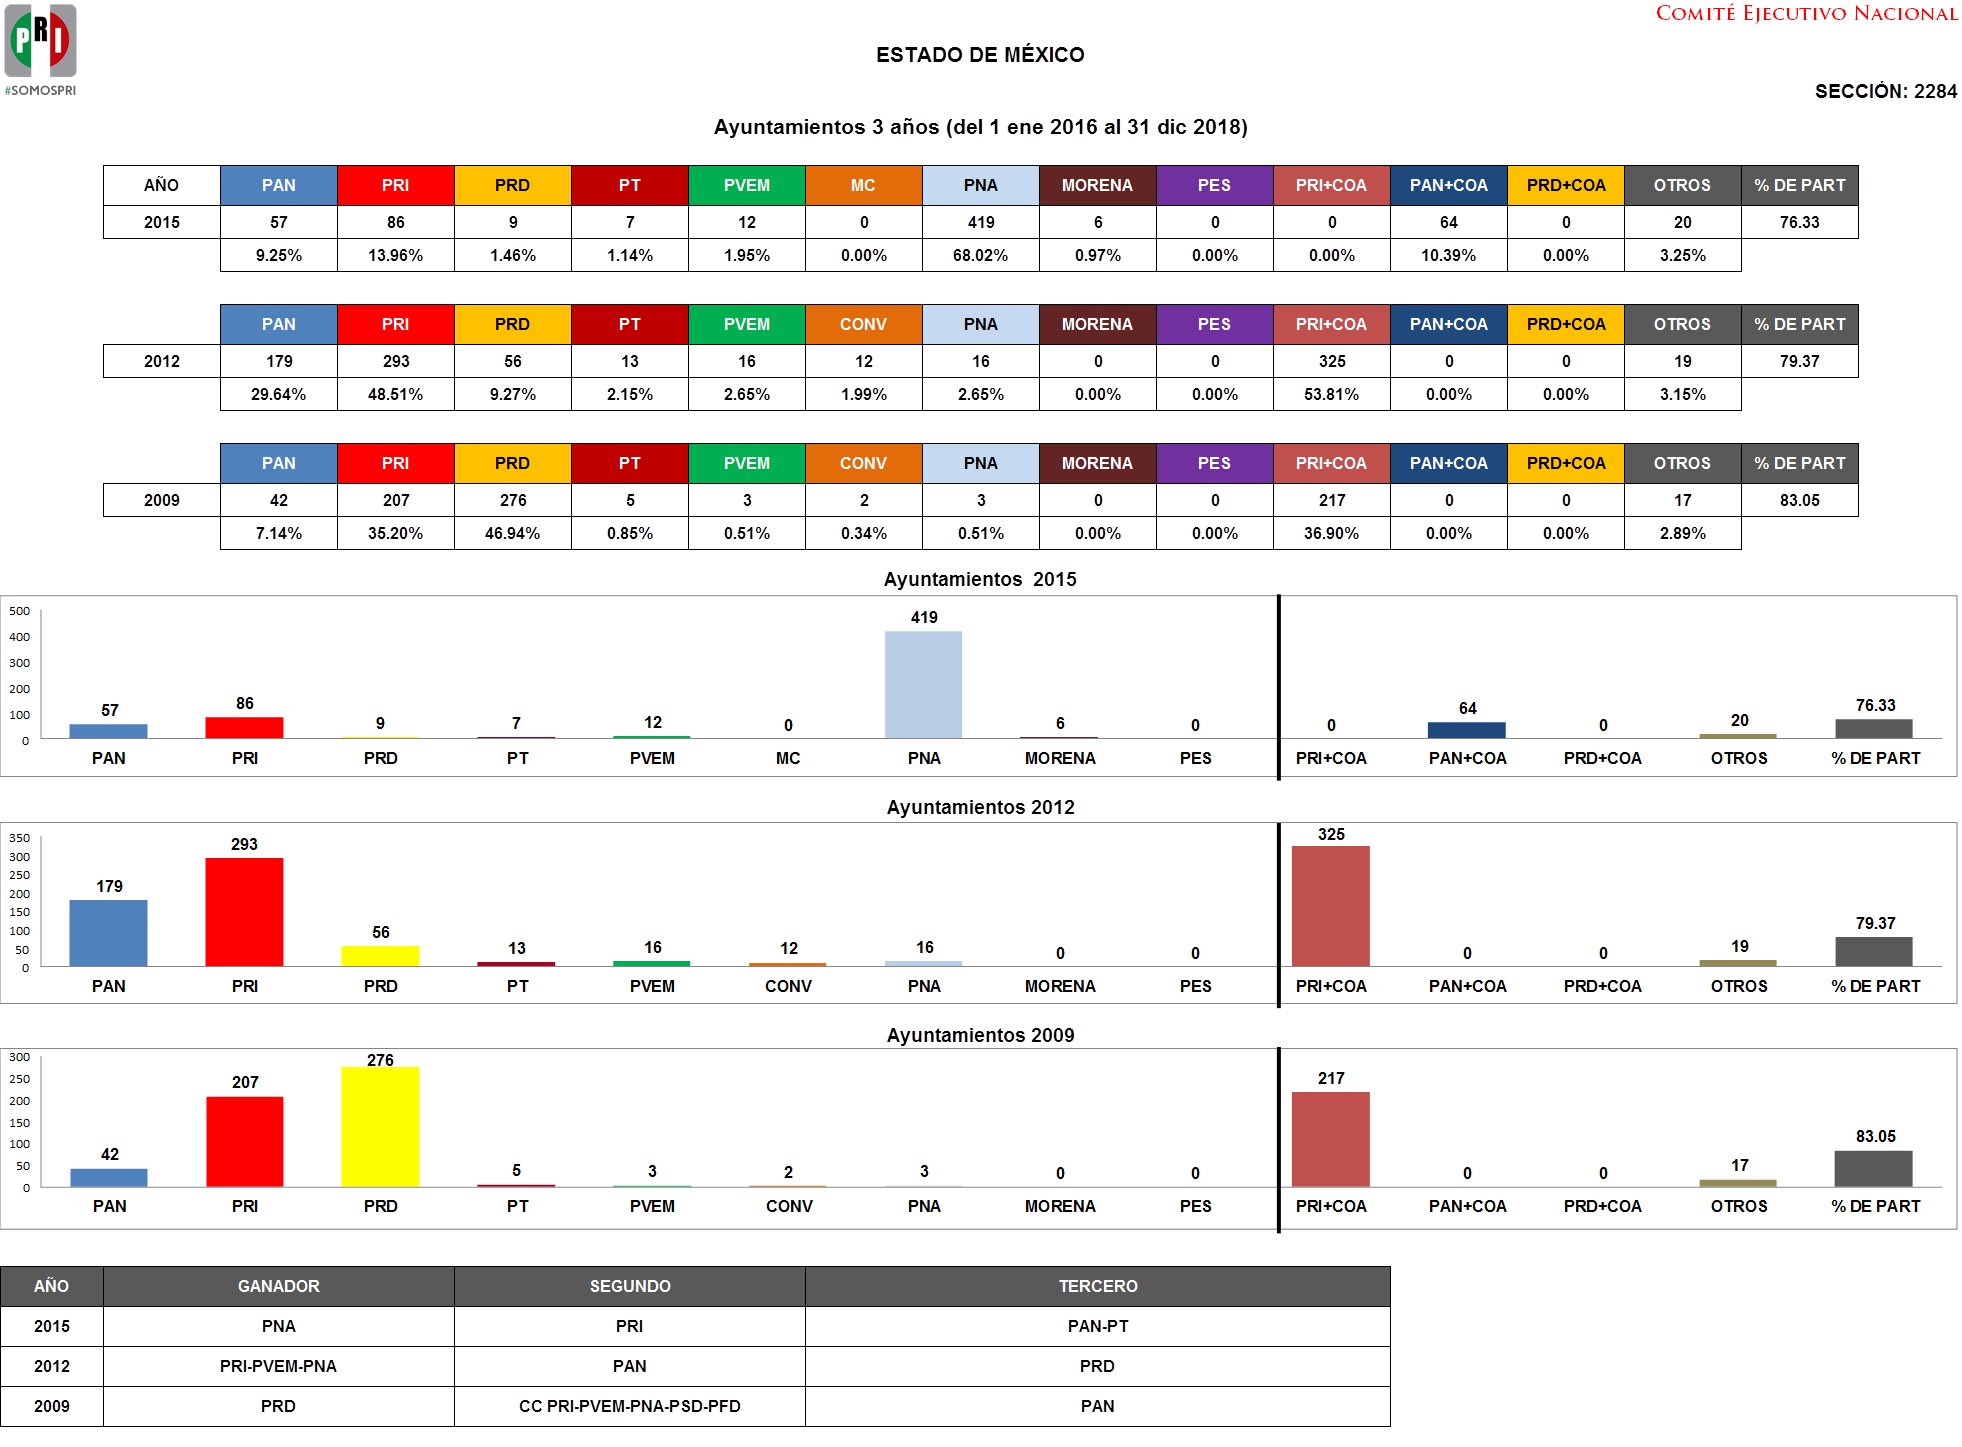 PRI
#SOMOSPRI
COMITÉ EJECUTIVO NACIONAL
ESTADO DE MÉXICO
SECCIÓN: 2284
Ayuntamientos 3 años (del 1 ene 2016 al 31 dic 2018)
AÑO PAN PRI PRD PT PVEM MC PNA MORENA PES PRI+COA PAN+COA PRD+COA OTROS % DE PART
2015 57 86 9 7 12 0 419 6 0 0 64 0 20 76.33
9.25% 13.96% 1.46% 1.14% 1.95% 0.00% 68.02% 0.97% 0.00% 0.00% 10.39% 0.00% 3.25%
PAN PRI PRD PT PVEM CONV PNA MORENA PES PRI+COA PAN+COA PRD+COA OTROS % DE PART
2012 179 293 56 13 16 12 16 0 0 325 0 0 19 79.37
29.64% 48.51% 9.27% 2.15% 2.65% 1.99% 2.65% 0.00% 0.00% 53.81% 0.00% 0.00% 3.15%
PAN PRI PRD PT PVEM CONV PNA MORENA PES PRI+COA PAN+COA PRD+COA OTROS % DE PART
2009 42 207 276 5 3 2 3 0 0 217 0 0 17 83.05
7.14% 35.20% 46.94% 0.85% 0.51% 0.34% 0.51% 0.00% 0.00% 36.90% 0.00% 0.00% 2.89%
Ayuntamientos 2015
500
400
300
200
100
0
57 86 9 7 12 0 419 6 0 0 64 0 20 76.33
PAN PRI PRD PT PVEM MC PNA MORENA PES PRI+COA PAN+COA PRD+COA OTROS % DE PART
Ayuntamientos 2012
350
300
250
200
150
100
50
0
179 293 56 13 16 12 16 0 0 325 0 0 19 79.37
PAN PRI PRD PT PVEM CONV PNA MORENA PES PRI+COA PAN+COA PRD+COA OTROS % DE PART
Ayuntamientos 2009
300
250
200
150
100
50
0
42 207 276 5 3 2 3 0 0 217 0 0 17 83.05
PAN PRI PRD PT PVEM CONV PNA MORENA PES PRI+COA PAN+COA PRD+COA OTROS % DE PART
AÑO GANADOR SEGUNDO TERCERO
2015 PNA PRI PAN-PT
2012 PRI-PVEM-PNA PAN PRD
2009 PRD CC PRI-PVEM-PNA-PSD-PFD PAN